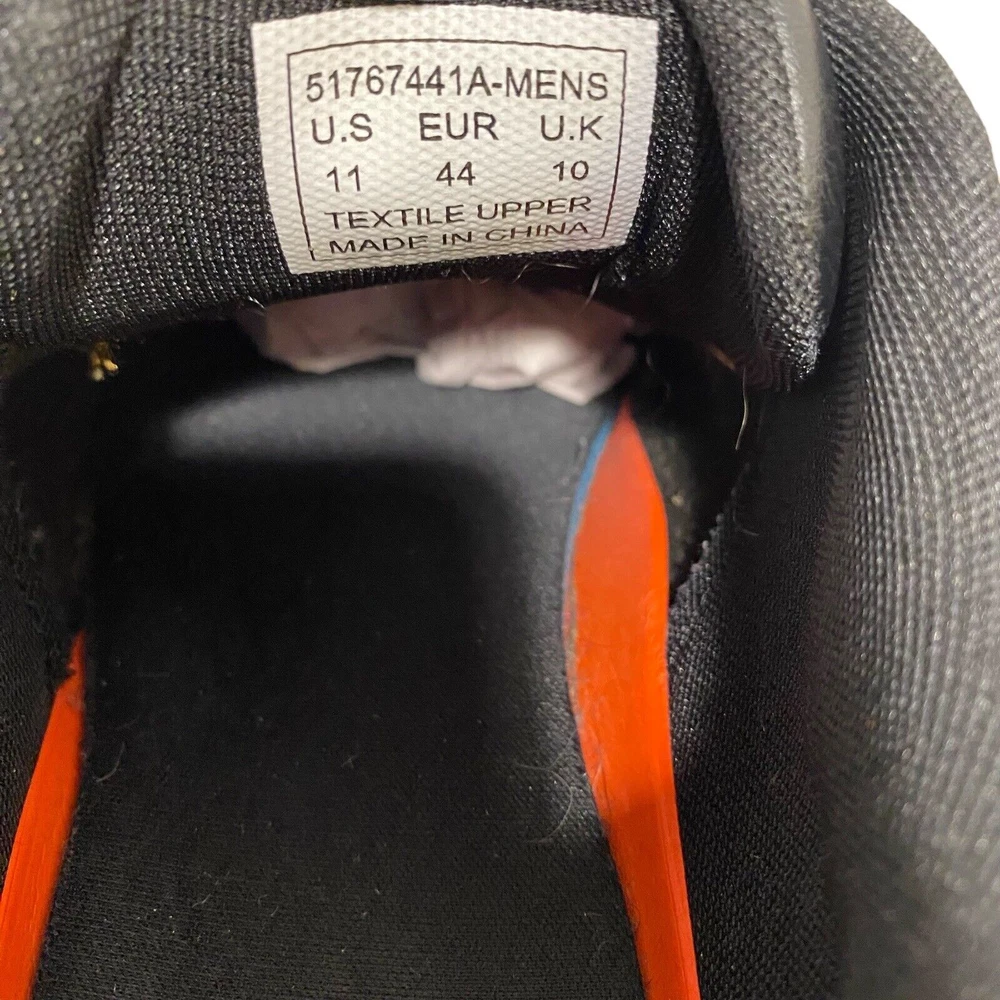 51767441A-MENS
U.S EUR U.K
11 44 10
TEXTILE UPPER
MADE IN CHINA